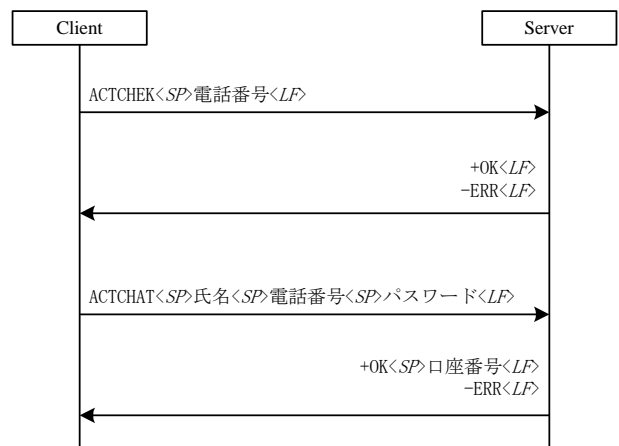 Client
Server
ACTCHEK<SP>電話番号<LF>
+OK<LF>
-ERR<LF>
ACTCHAT<SP>氏名<SP>電話番号<SP>パスワード<LF>
+OK<SP>口座番号<LF>
-ERR<LF>